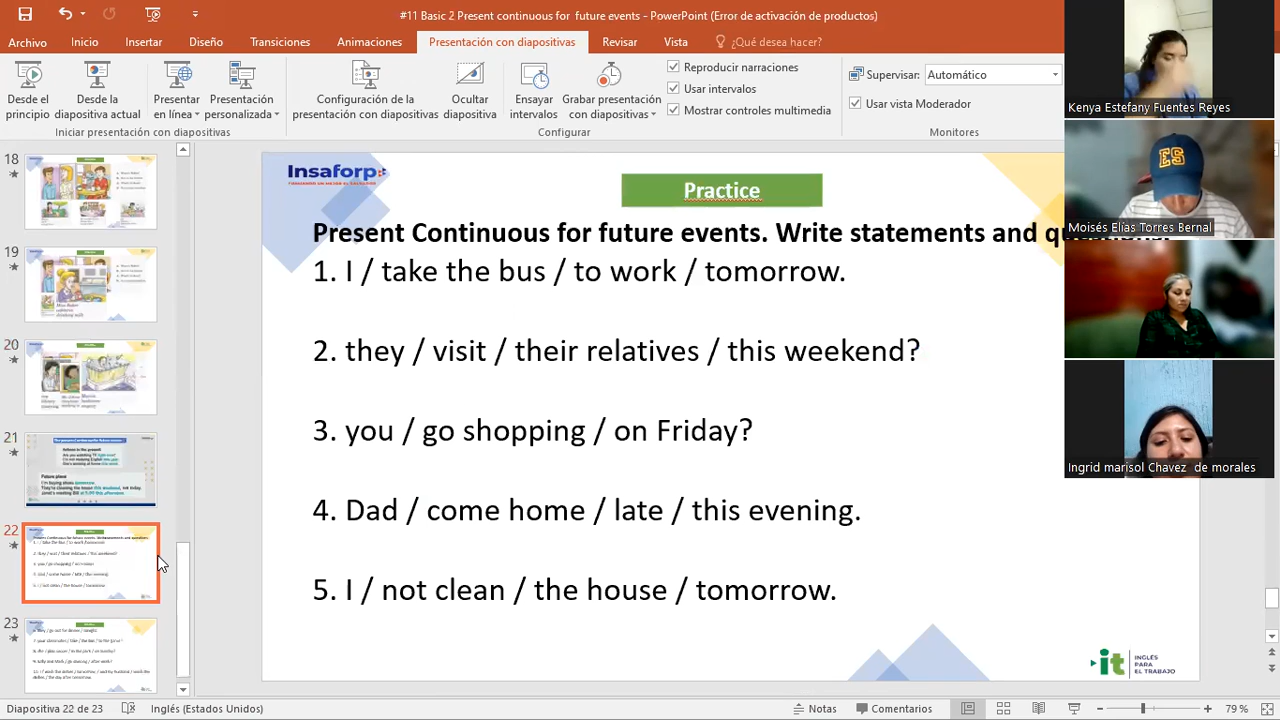 #11 Basic 2 Present continuous for future events - PowerPoint (Error de activación de productos)
Archivo Inicio Insertar Diseño Transiciones Animaciones Presentación con diapositivas Revisar Vista ¿Qué desea hacer?
Desde el principio
Desde la diapositiva actual
Presentar en línea
Presentación personalizada
Iniciar presentación con diapositivas
Configuración de la presentación con diapositivas
Ocultar diapositiva
Ensayar intervalos
Grabar presentación con diapositivas
Reproducir narraciones
Usar intervalos
Mostrar controles multimedia
Configurar
Supervisar: Automático
Usar vista Moderador
Monitores
Kenya Estefany Fuentes Reyes
Moisés Elías Torres Bernal
Ingrid marisol Chavez de morales
18
19
20
21
22
23
Insaforp
Practice
Present Continuous for future events. Write statements and
1. I / take the bus / to work / tomorrow.
2. they / visit / their relatives / this weekend?
3. you / go shopping / on Friday?
4. Dad / come home / late / this evening.
5. I / not clean / the house / tomorrow.
it INGLÉS PARA EL TRABAJO
Diapositiva 22 de 23 Inglés (Estados Unidos) Notas Comentarios 79 %